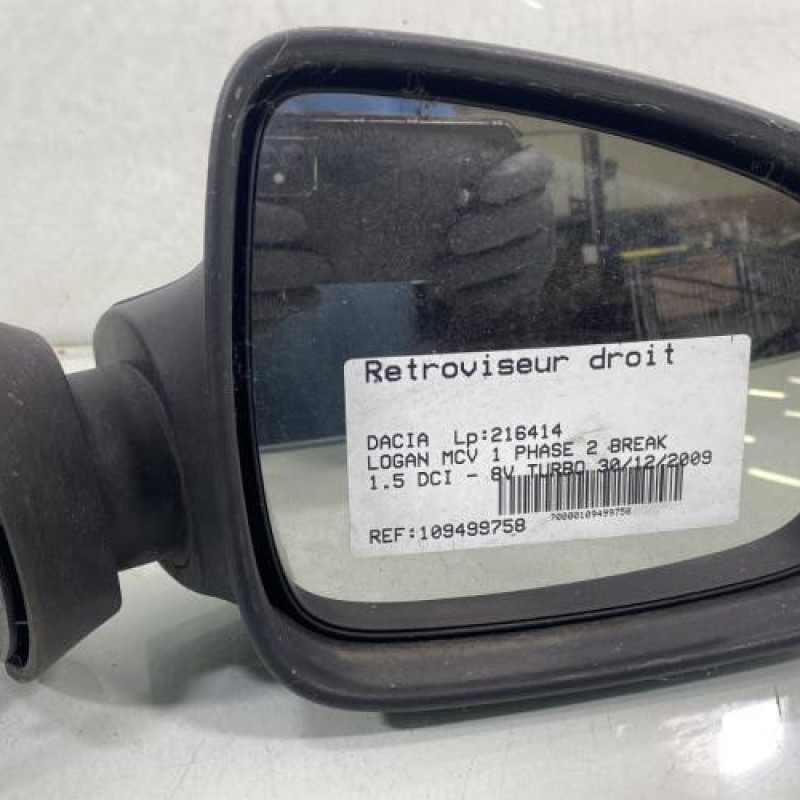 Retroviseur droit
DACIA Lp:216414
LOGAN MCV 1 PHASE 2 BREAK
1.5 DCI - 8V TURBO 30/12/2009
REF:109499758
?0000109499758